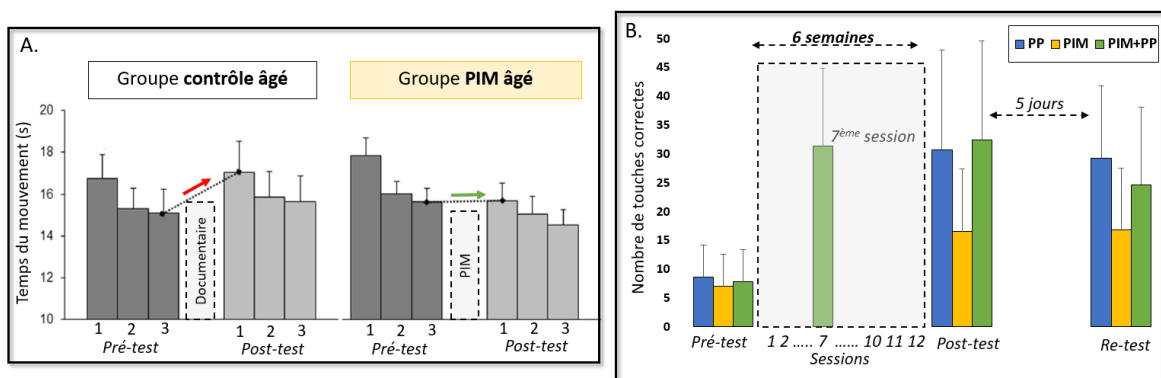 A.
Groupe contrôle âgé
Groupe PIM âgé
Temps du mouvement (s)
20
18
16
14
12
10
Documentaire
PIM
1 2 3 1 2 3 1 2 3 1 2 3
Pré-test Post-test Pré-test Post-test
B.
6 semaines
PP PIM PIM+PP
Nombre de touches correctes
50
45
40
35
30
25
20
15
10
5
0
7ème session
5 jours
Pré-test 1 2 ..... 7 ...... 10 11 12 Post-test Re-test
Sessions